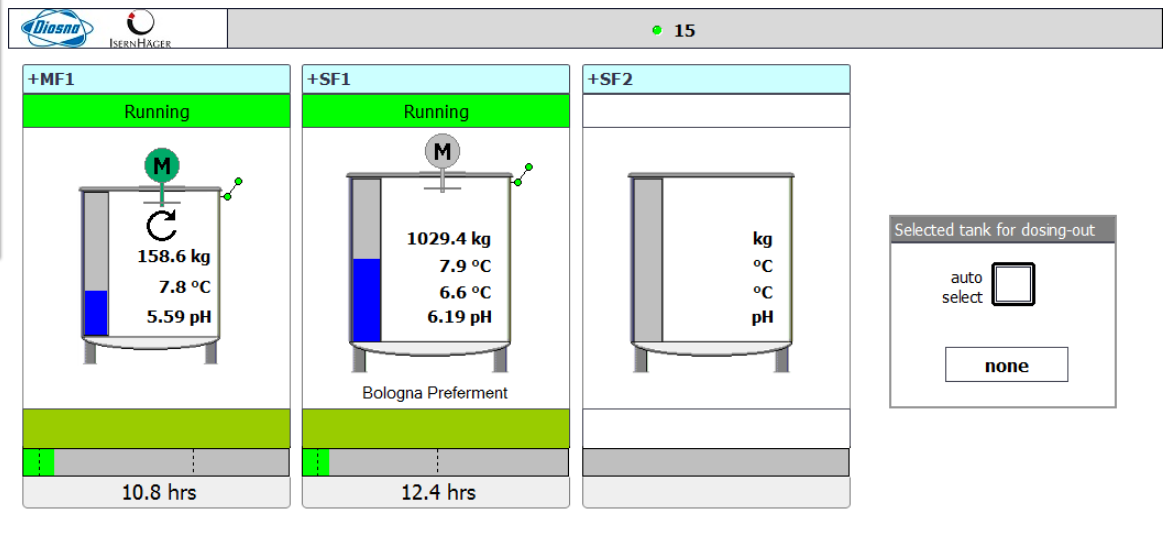 Diosna
IsernHäger
15
+MF1
Running
M
158.6 kg
7.8 °C
5.59 pH
10.8 hrs
+SF1
Running
M
1029.4 kg
7.9 °C
6.6 °C
6.19 pH
Bologna Preferment
12.4 hrs
+SF2
kg
°C
°C
pH
Selected tank for dosing-out
auto
select
none